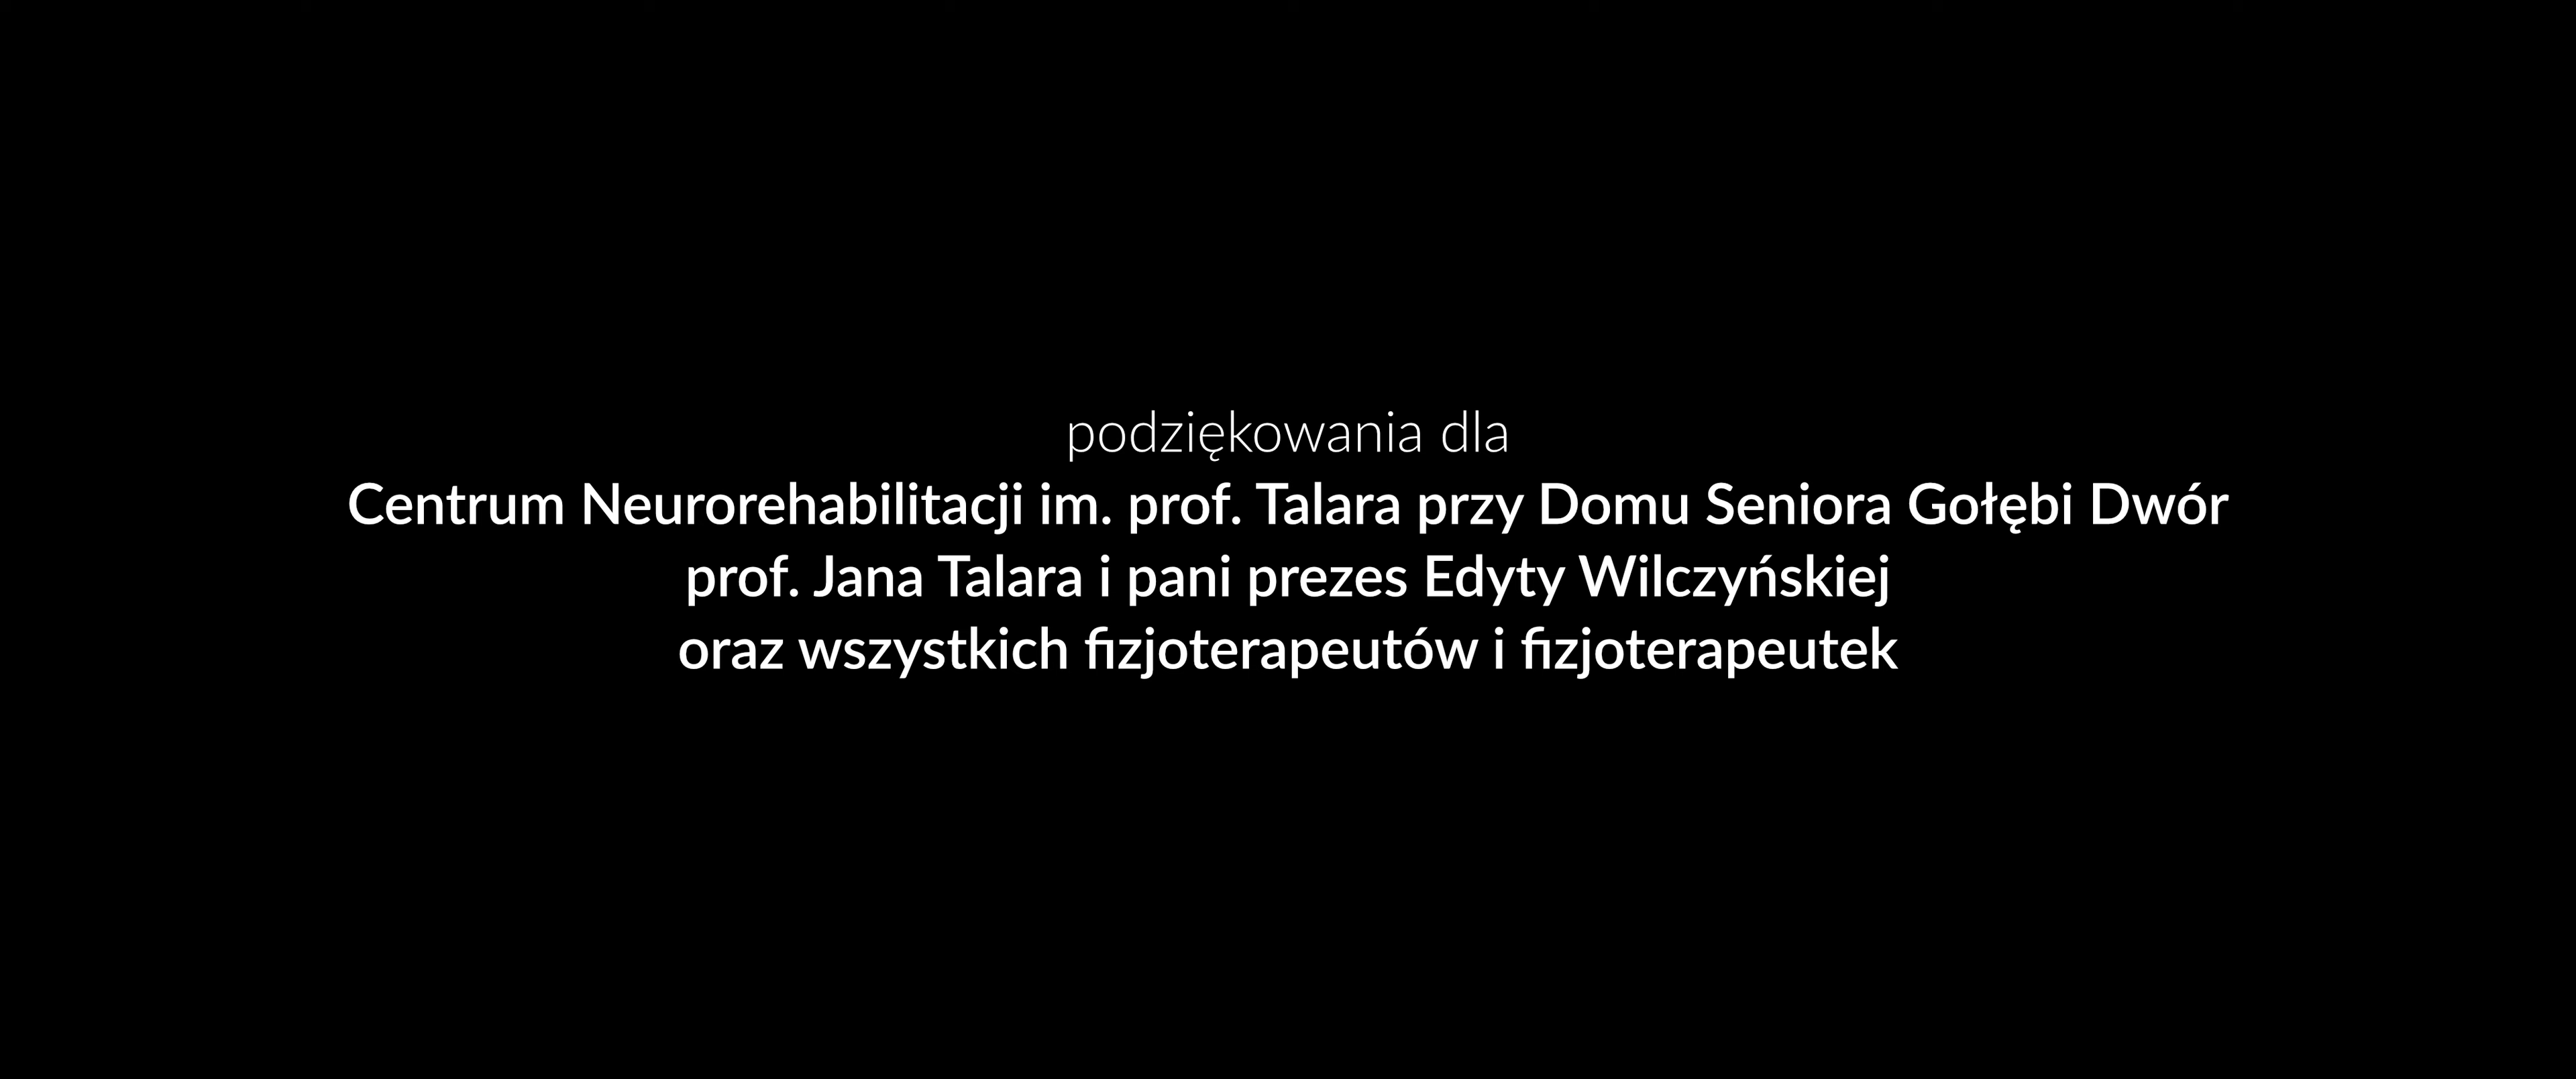 podziękowania dla
Centrum Neurorehabilitacji im. prof. Talara przy Domu Seniora Gołębi Dwór
prof. Jana Talara i pani prezes Edyty Wilczyńskiej
oraz wszystkich fizjoterapeutów i fizjoterapeutek